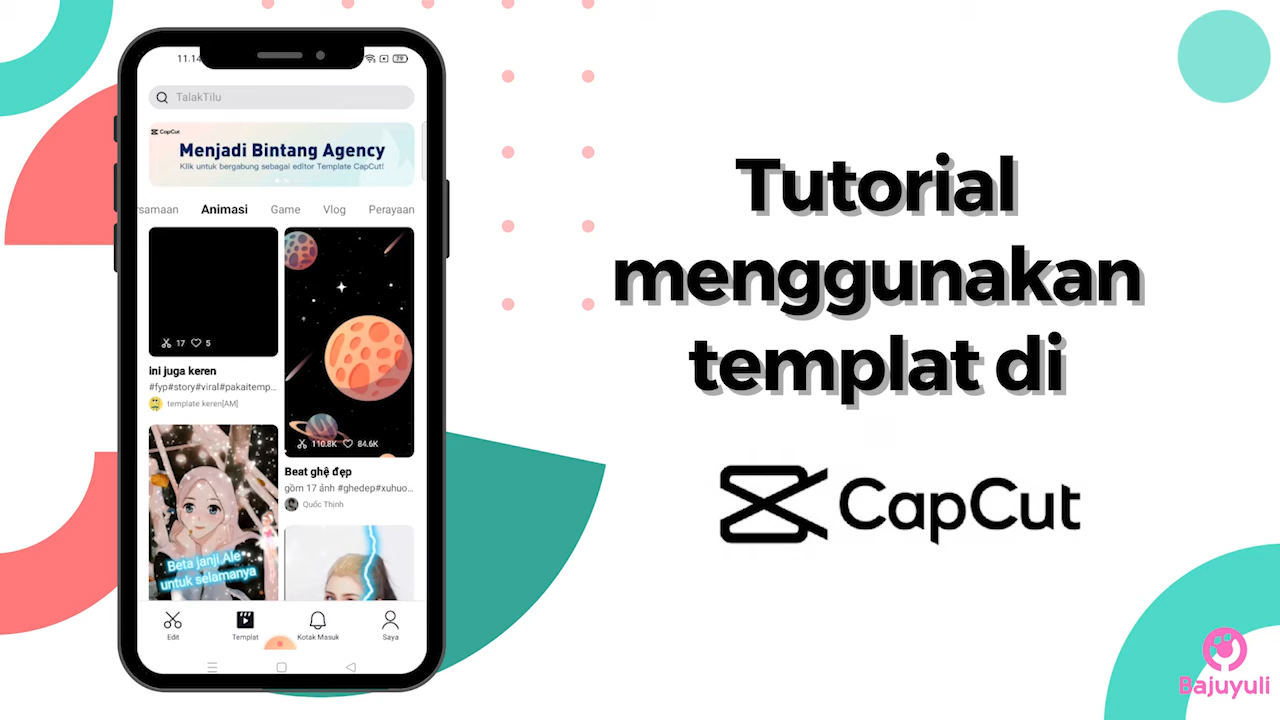 11.14
79
TalakTilu
CapCut
Menjadi Bintang Agency
Klik untuk bergabung sebagai editor Template CapCut!
rsamaan Animasi Game Vlog Perayaan
17 5
ini juga keren
#fyp#story#viral#pakaitemp...
template keren[AM]
110.8K 84.6K
Beat ghệ đẹp
gồm 17 ảnh #ghedep#xuhuo...
Quốc Thịnh
Beta janji Ale
untuk selamanya
Edit Templat Kotak Masuk Saya
Tutorial
menggunakan
templat di
CapCut
Bajuyuli